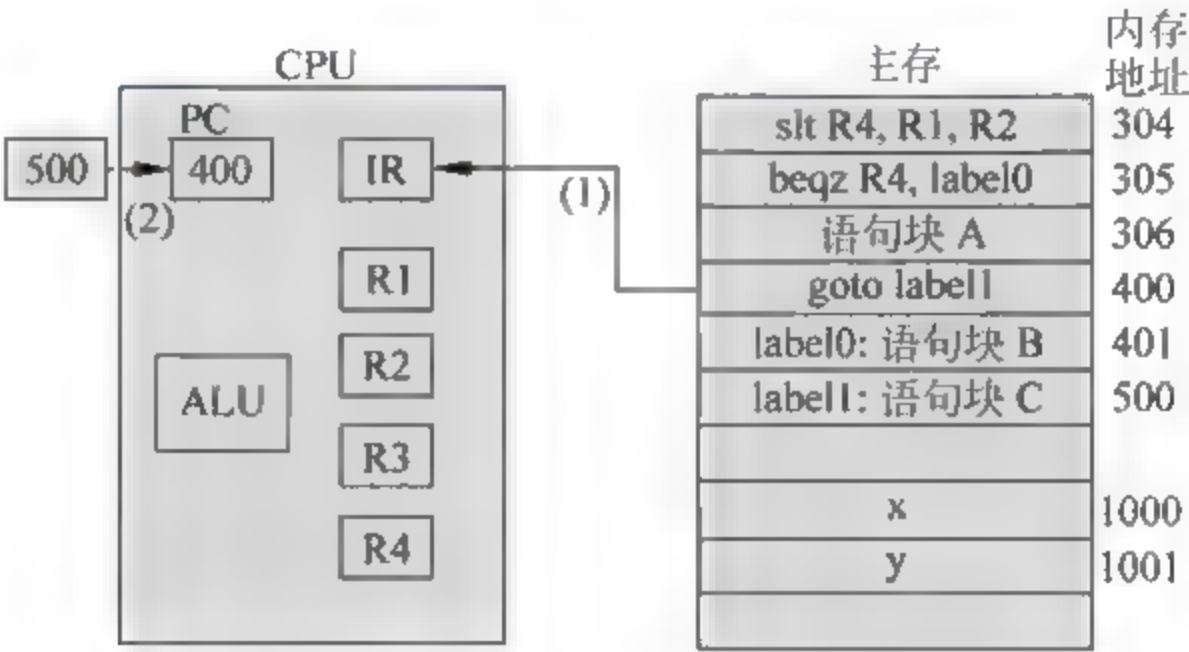 CPU
PC
500
400
IR
(1)
(2)
R1
R2
ALU
R3
R4
主存
内存
地址
slt R4, R1, R2 304
beqz R4, label0 305
语句块 A 306
goto label1 400
label0: 语句块 B 401
label1: 语句块 C 500
x 1000
y 1001